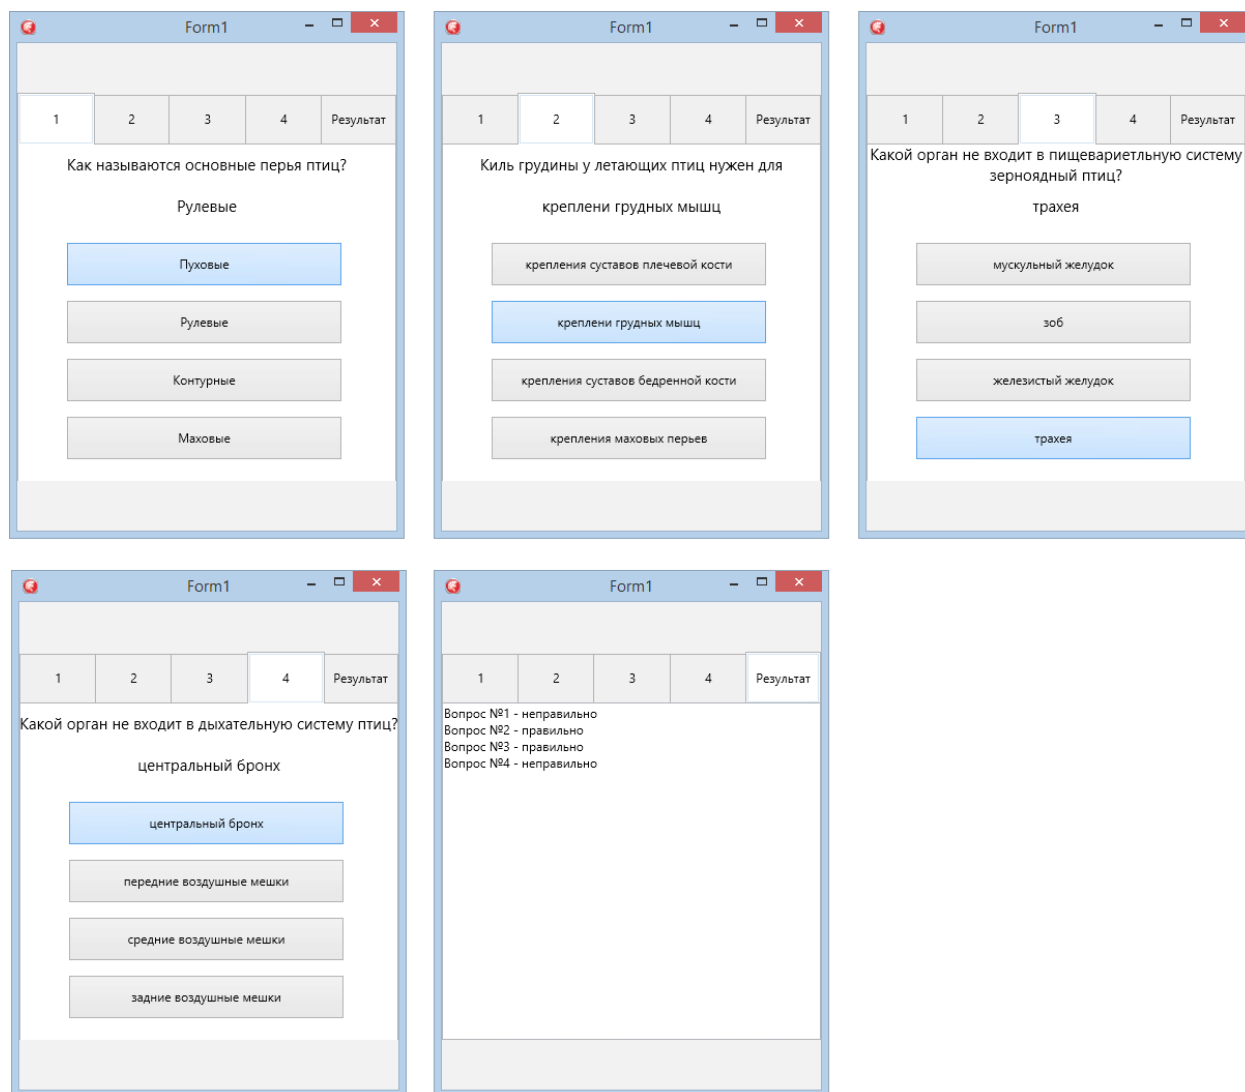 Form1
1 2 3 4 Результат
Как называются основные перья птиц?
Рулевые
Пуховые
Рулевые
Контурные
Маховые
Form1
1 2 3 4 Результат
Киль грудины у летающих птиц нужен для
креплени грудных мышц
крепления суставов плечевой кости
креплени грудных мышц
крепления суставов бедренной кости
крепления маховых перьев
Form1
1 2 3 4 Результат
Какой орган не входит в пищевариетльную систему
зерноядный птиц?
трахея
мускульный желудок
зоб
железистый желудок
трахея
Form1
1 2 3 4 Результат
Какой орган не входит в дыхательную систему птиц?
центральный бронх
центральный бронх
передние воздушные мешки
средние воздушные мешки
задние воздушные мешки
Form1
1 2 3 4 Результат
Вопрос №1 - неправильно
Вопрос №2 - правильно
Вопрос №3 - правильно
Вопрос №4 - неправильно